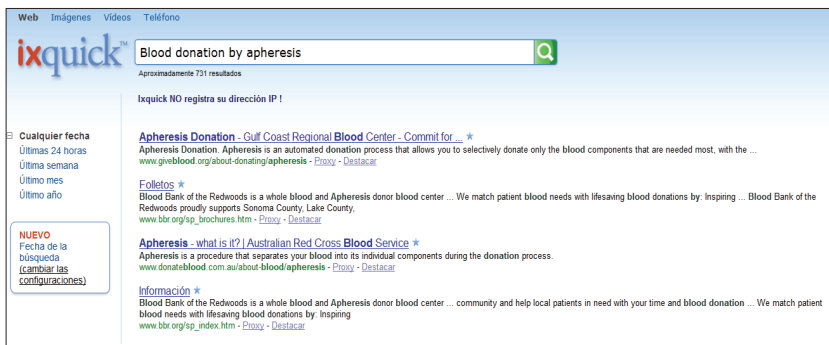 Web Imágenes Vídeos Teléfono
ixquick™
Blood donation by apheresis
Aproximadamente 731 resultados
Ixquick NO registra su dirección IP !
Cualquier fecha
Últimas 24 horas
Última semana
Último mes
Último año
NUEVO
Fecha de la
búsqueda
(cambiar las
configuraciones)
Apheresis Donation - Gulf Coast Regional Blood Center - Commit for ...
Apheresis Donation. Apheresis is an automated donation process that allows you to selectively donate only the blood components that are needed most, with the ...
www.giveblood.org/about-donating/apheresis - Proxy - Destacar
Folletos
Blood Bank of the Redwoods is a whole blood and Apheresis donor blood center ... We match patient blood needs with lifesaving blood donations by: Inspiring ... Blood Bank of the
Redwoods proudly supports Sonoma County, Lake County,
www.bbr.org/sp_brochures.htm - Proxy - Destacar
Apheresis - what is it? | Australian Red Cross Blood Service
Apheresis is a procedure that separates your blood into its individual components during the donation process.
www.donateblood.com.au/about-blood/apheresis - Proxy - Destacar
Información
Blood Bank of the Redwoods is a whole blood and Apheresis donor blood center ... community and help local patients in need with your time and blood donation ... We match patient
blood needs with lifesaving blood donations by: Inspiring
www.bbr.org/sp_index.htm - Proxy - Destacar